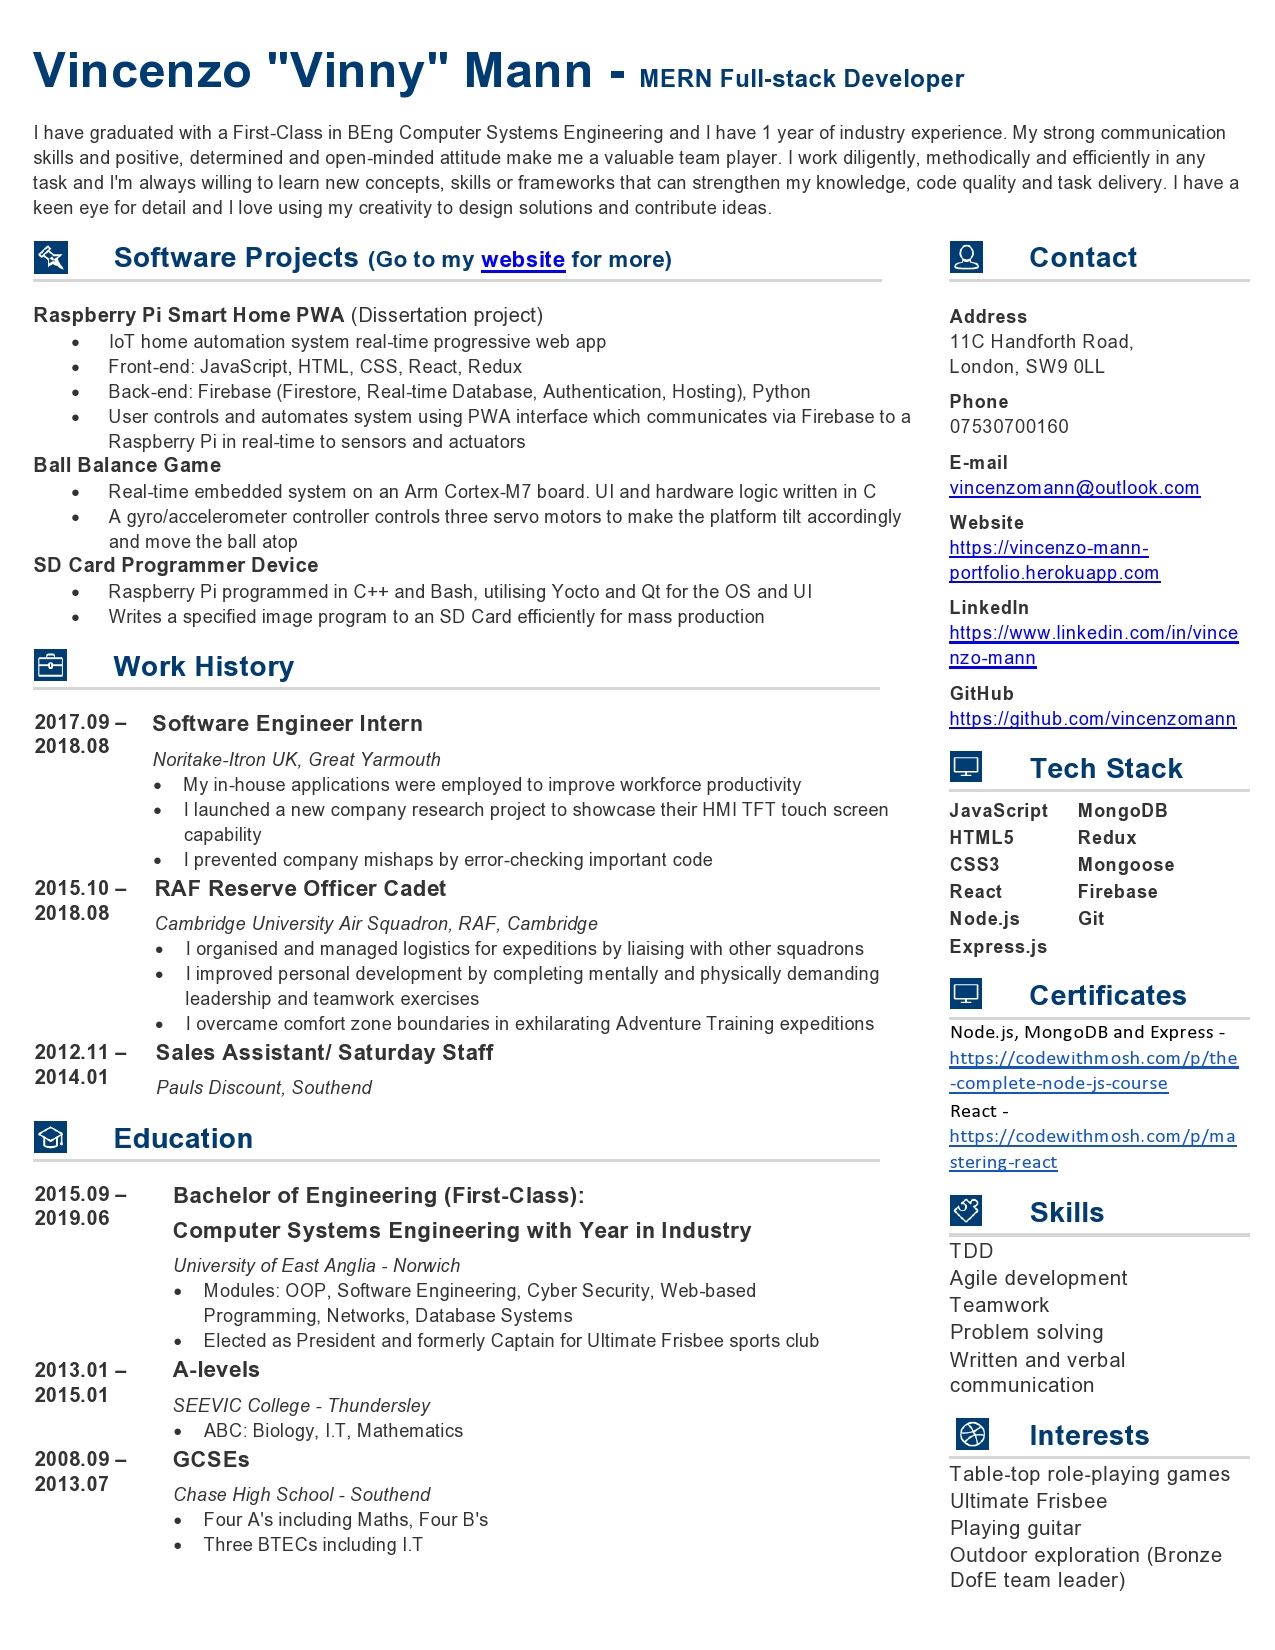 Vincenzo "Vinny" Mann - MERN Full-stack Developer
I have graduated with a First-Class in BEng Computer Systems Engineering and I have 1 year of industry experience. My strong communication
skills and positive, determined and open-minded attitude make me a valuable team player. I work diligently, methodically and efficiently in any
task and I'm always willing to learn new concepts, skills or frameworks that can strengthen my knowledge, code quality and task delivery. I have a
keen eye for detail and I love using my creativity to design solutions and contribute ideas.
Software Projects (Go to my website for more)
Raspberry Pi Smart Home PWA (Dissertation project)
• IoT home automation system real-time progressive web app
• Front-end: JavaScript, HTML, CSS, React, Redux
• Back-end: Firebase (Firestore, Real-time Database, Authentication, Hosting), Python
• User controls and automates system using PWA interface which communicates via Firebase to a
Raspberry Pi in real-time to sensors and actuators
Ball Balance Game
• Real-time embedded system on an Arm Cortex-M7 board. UI and hardware logic written in C
• A gyro/accelerometer controller controls three servo motors to make the platform tilt accordingly
and move the ball atop
SD Card Programmer Device
• Raspberry Pi programmed in C++ and Bash, utilising Yocto and Qt for the OS and UI
• Writes a specified image program to an SD Card efficiently for mass production
Work History
2017.09 –
2018.08
Software Engineer Intern
Noritake-Itron UK, Great Yarmouth
• My in-house applications were employed to improve workforce productivity
• I launched a new company research project to showcase their HMI TFT touch screen
capability
• I prevented company mishaps by error-checking important code
2015.10 –
2018.08
RAF Reserve Officer Cadet
Cambridge University Air Squadron, RAF, Cambridge
• I organised and managed logistics for expeditions by liaising with other squadrons
• I improved personal development by completing mentally and physically demanding
leadership and teamwork exercises
• I overcame comfort zone boundaries in exhilarating Adventure Training expeditions
2012.11 –
2014.01
Sales Assistant/ Saturday Staff
Pauls Discount, Southend
Education
2015.09 –
2019.06
Bachelor of Engineering (First-Class):
Computer Systems Engineering with Year in Industry
University of East Anglia - Norwich
• Modules: OOP, Software Engineering, Cyber Security, Web-based
Programming, Networks, Database Systems
• Elected as President and formerly Captain for Ultimate Frisbee sports club
2013.01 –
2015.01
A-levels
SEEVIC College - Thundersley
• ABC: Biology, I.T, Mathematics
2008.09 –
2013.07
GCSEs
Chase High School - Southend
• Four A's including Maths, Four B's
• Three BTECs including I.T
Contact
Address
11C Handforth Road,
London, SW9 0LL
Phone
07530700160
E-mail
vincenzomann@outlook.com
Website
https://vincenzo-mann-
portfolio.herokuapp.com
LinkedIn
https://www.linkedin.com/in/vince
nzo-mann
GitHub
https://github.com/vincenzomann
Tech Stack
JavaScript MongoDB
HTML5 Redux
CSS3 Mongoose
React Firebase
Node.js Git
Express.js
Certificates
Node.js, MongoDB and Express -
https://codewithmosh.com/p/the
-complete-node-js-course
React -
https://codewithmosh.com/p/ma
stering-react
Skills
TDD
Agile development
Teamwork
Problem solving
Written and verbal
communication
Interests
Table-top role-playing games
Ultimate Frisbee
Playing guitar
Outdoor exploration (Bronze
DofE team leader)